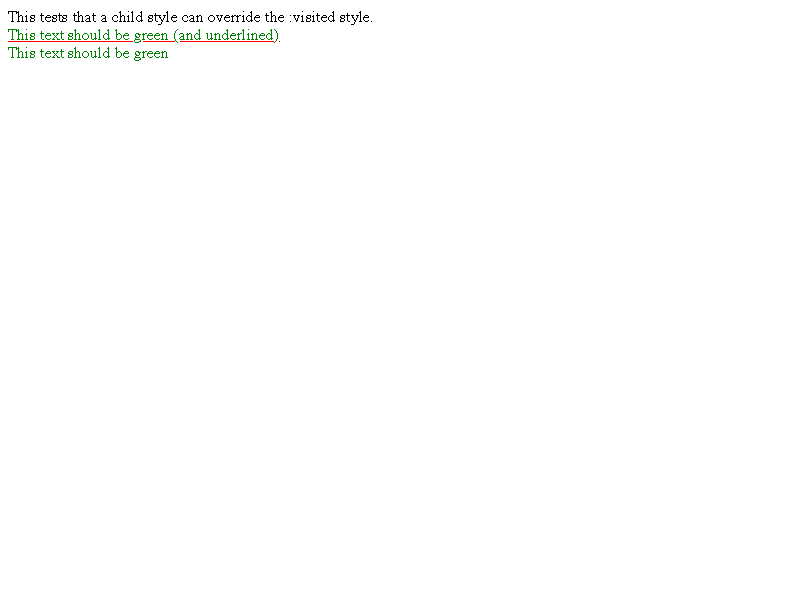 This tests that a child style can override the :visited style.
This text should be green (and underlined)
This text should be green